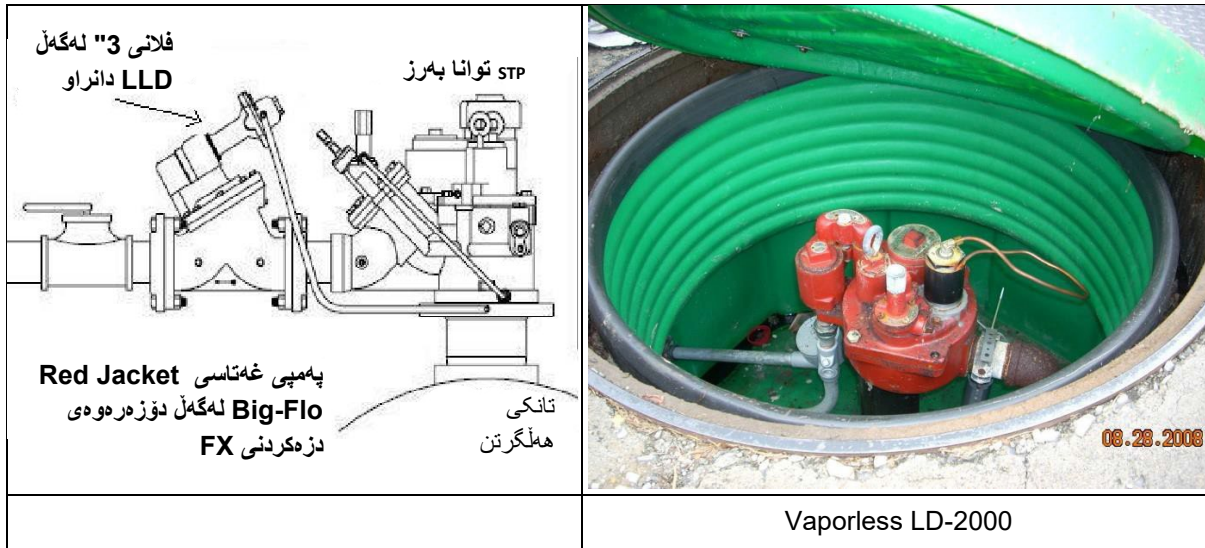 فلانی 3" لەگەڵ
LLD دانراو
STP توانا بەرز
پەمپی غەتاسی Red Jacket
Big-Flo لەگەڵ دۆزەرەوەی
دزەکردنی FX
تانکی
هەڵگرتن
08.28.2008
Vaporless LD-2000